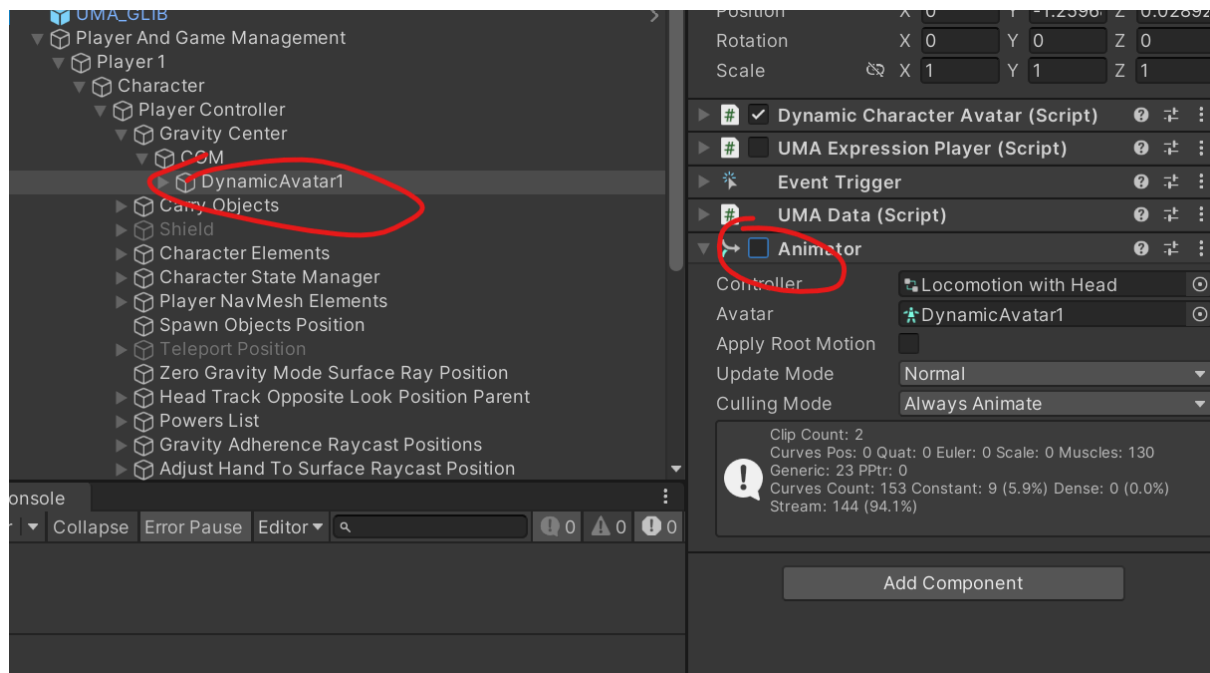 UMA_GLIB
Player And Game Management
Player 1
Character
Player Controller
Gravity Center
COM
DynamicAvatar1
Carry Objects
Shield
Character Elements
Character State Manager
Player NavMesh Elements
Spawn Objects Position
Teleport Position
Zero Gravity Mode Surface Ray Position
Head Track Opposite Look Position Parent
Powers List
Gravity Adherence Raycast Positions
Adjust Hand To Surface Raycast Position
onsole
Collapse Error Pause Editor 0 0 0
Position X 0 Y -1.2596 Z 0.02892
Rotation X 0 Y 0 Z 0
Scale X 1 Y 1 Z 1
# Dynamic Character Avatar (Script)
# UMA Expression Player (Script)
Event Trigger
# UMA Data (Script)
Animator
Controller Locomotion with Head
Avatar DynamicAvatar1
Apply Root Motion
Update Mode Normal
Culling Mode Always Animate
Clip Count: 2
Curves Pos: 0 Quat: 0 Euler: 0 Scale: 0 Muscles: 130
Generic: 23 PPtr: 0
Curves Count: 153 Constant: 9 (5.9%) Dense: 0 (0.0%)
Stream: 144 (94.1%)
Add Component